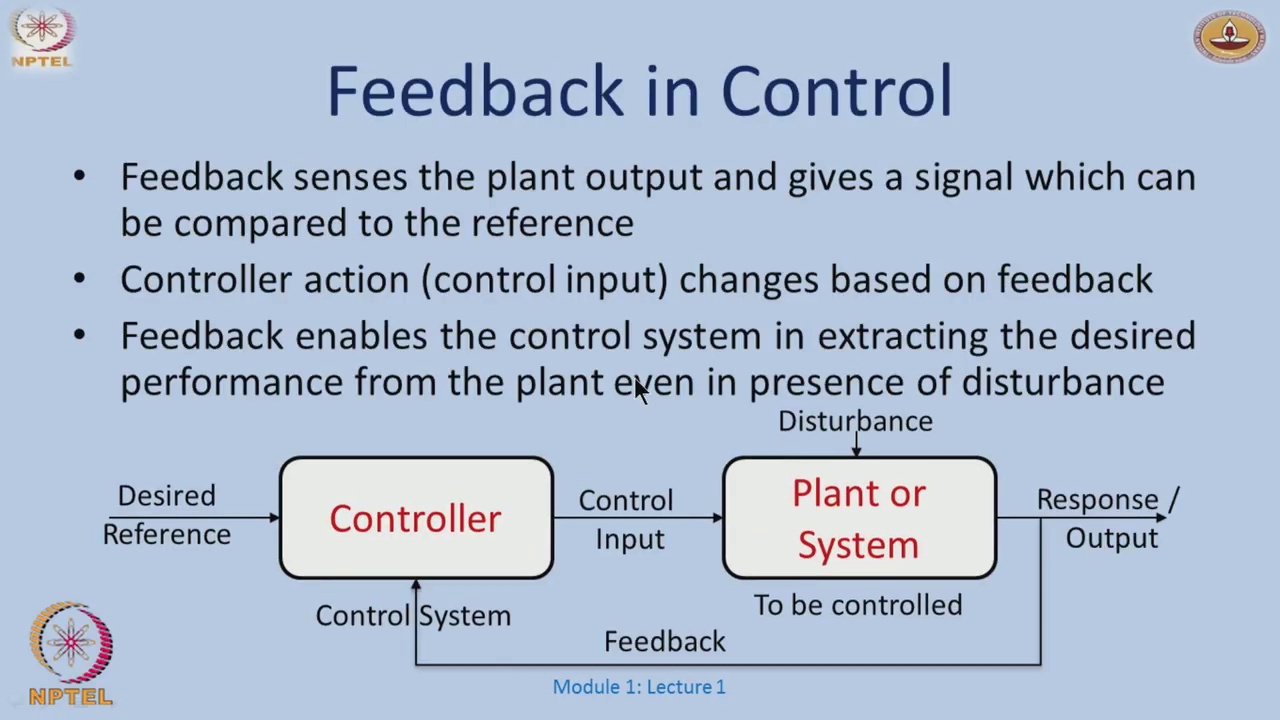 NPTEL
Feedback in Control
• Feedback senses the plant output and gives a signal which can
be compared to the reference
• Controller action (control input) changes based on feedback
• Feedback enables the control system in extracting the desired
performance from the plant even in presence of disturbance
Disturbance
Desired
Reference
Controller
Control
Input
Plant or
System
Response /
Output
Control System
To be controlled
Feedback
NPTEL
Module 1: Lecture 1